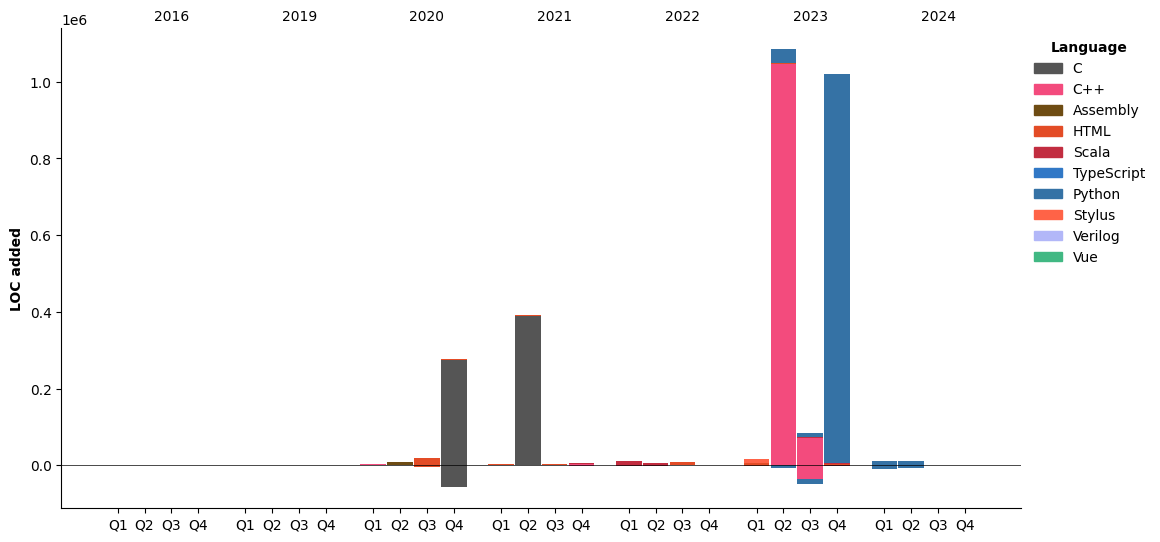 1e6
2016 2019 2020 2021 2022 2023 2024
LOC added
1.0
0.8
0.6
0.4
0.2
0.0
Q1 Q2 Q3 Q4 Q1 Q2 Q3 Q4 Q1 Q2 Q3 Q4 Q1 Q2 Q3 Q4 Q1 Q2 Q3 Q4 Q1 Q2 Q3 Q4 Q1 Q2 Q3 Q4
Language
C
C++
Assembly
HTML
Scala
TypeScript
Python
Stylus
Verilog
Vue